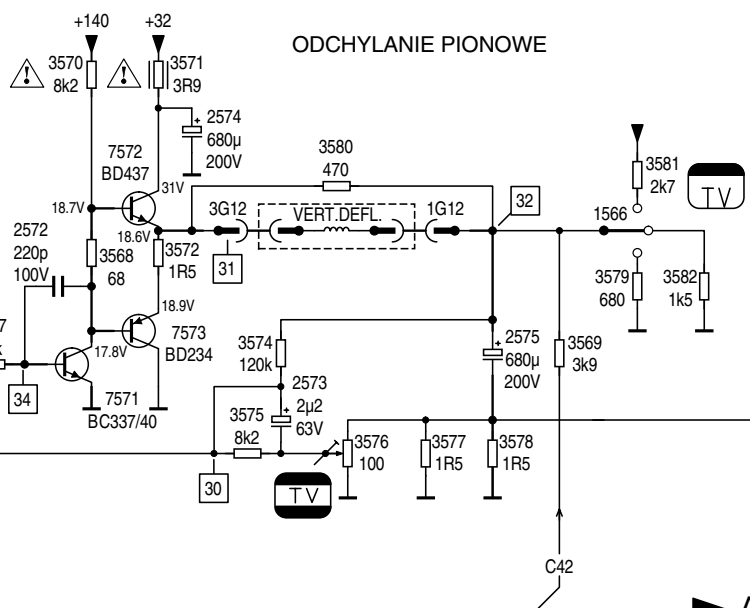 +140
+32
ODCHYLANIE PIONOWE
3570
8k2
!
!
3571
3R9
2574
680µ
200V
7572
BD437
3580
470
3581
2k7
TV
31V
18.7V
3G12
VERT.DEFL.
1G12
32
1566
2572
220p
100V
3568
68
18.6V
3572
1R5
31
3579
680
3582
1k5
18.9V
7573
BD234
3574
120k
2575
680µ
200V
3569
3k9
7
k
17.8V
34
7571
BC337/40
2573
2µ2
63V
3575
8k2
3576
100
3577
1R5
3578
1R5
30
TV
C42